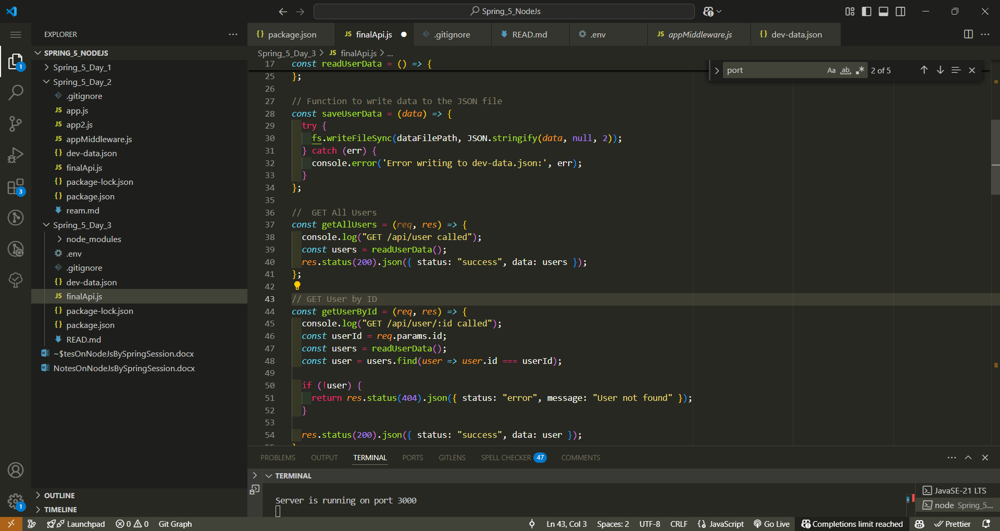 Spring_5_NodeJs
EXPLORER
SPRING_5_NODEJS
Spring_5_Day_1
Spring_5_Day_2
.gitignore
app.js
app2.js
appMiddleware.js
dev-data.json
finalApi.js
package-lock.json
package.json
ream.md
Spring_5_Day_3
node_modules
.env
.gitignore
dev-data.json
finalApi.js
package-lock.json
package.json
READ.md
~$tesOnNodeJsBySpringSession.docx
NotesOnNodeJsBySpringSession.docx
OUTLINE
TIMELINE
package.json finalApi.js .gitignore READ.md .env appMiddleware.js dev-data.json
Spring_5_Day_3 > JS finalApi.js > ...
port Aa ab .* 2 of 5
17 const readUserData = () => {
25 };
26
27 // Function to write data to the JSON file
28 const saveUserData = (data) => {
29 try {
30 fs.writeFileSync(dataFilePath, JSON.stringify(data, null, 2));
31 } catch (err) {
32 console.error('Error writing to dev-data.json:', err);
33 }
34 };
35
36 //  GET All Users
37 const getAllUsers = (req, res) => {
38 console.log("GET /api/user called");
39 const users = readUserData();
40 res.status(200).json({ status: "success", data: users });
41 };
42
43 // GET User by ID
44 const getUserById = (req, res) => {
45 console.log("GET /api/user/:id called");
46 const userId = req.params.id;
47 const users = readUserData();
48 const user = users.find(user => user.id === userId);
49
50 if (!user) {
51 return res.status(404).json({ status: "error", message: "User not found" });
52 }
53
54 res.status(200).json({ status: "success", data: user });
PROBLEMS OUTPUT TERMINAL PORTS GITLENS SPELL CHECKER 47 COMMENTS
TERMINAL
Server is running on port 3000
JavaSE-21 LTS
node Spring_5...
Launchpad 0 0 Git Graph Ln 43, Col 3 Spaces: 2 UTF-8 CRLF JavaScript Go Live Completions limit reached Prettier